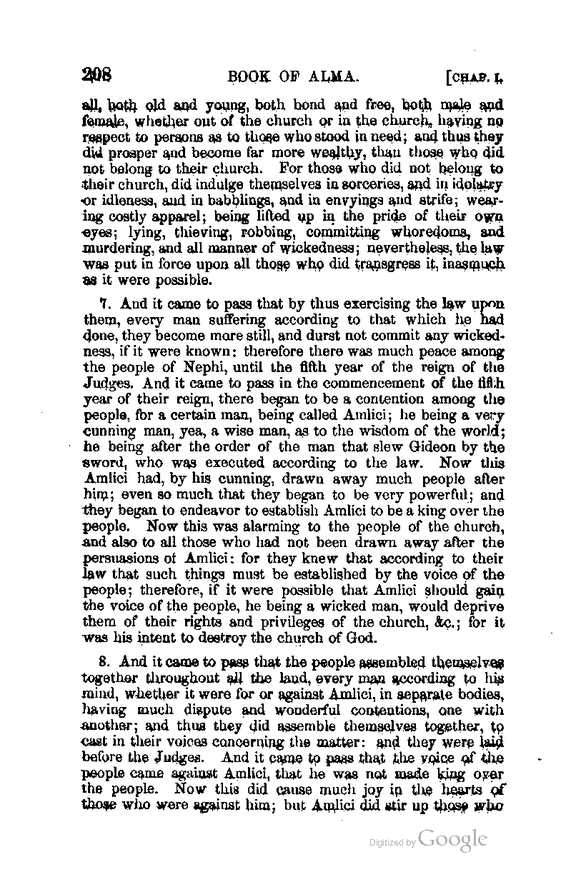 208 BOOK OF ALMA. [CHAP. I.
all, both old and young, both bond and free, both male and
female, whether out of the church or in the church, having no
respect to persons as to those who stood in need; and thus they
did prosper and become far more wealthy, than those who did
not belong to their church. For those who did not belong to
their church, did indulge themselves in sorceries, and in idolatry
or idleness, and in babblings, and in envyings and strife; wear-
ing costly apparel; being lifted up in the pride of their own
eyes; lying, thieving, robbing, committing whoredoms, and
murdering, and all manner of wickedness; nevertheless, the law
was put in force upon all those who did transgress it, inasmuch
as it were possible.
7. And it came to pass that by thus exercising the law upon
them, every man suffering according to that which he had
done, they become more still, and durst not commit any wicked-
ness, if it were known: therefore there was much peace among
the people of Nephi, until the fifth year of the reign of the
Judges. And it came to pass in the commencement of the fifth
year of their reign, there began to be a contention among the
people, for a certain man, being called Amlici; he being a very
cunning man, yea, a wise man, as to the wisdom of the world;
he being after the order of the man that slew Gideon by the
sword, who was executed according to the law. Now this
Amlici had, by his cunning, drawn away much people after
him; even so much that they began to be very powerful; and
they began to endeavor to establish Amlici to be a king over the
people. Now this was alarming to the people of the church,
and also to all those who had not been drawn away after the
persuasions of Amlici: for they knew that according to their
law that such things must be established by the voice of the
people; therefore, if it were possible that Amlici should gain
the voice of the people, he being a wicked man, would deprive
them of their rights and privileges of the church, &c.; for it
was his intent to destroy the church of God.
8. And it came to pass that the people assembled themselves
together throughout all the land, every man according to his
mind, whether it were for or against Amlici, in separate bodies,
having much dispute and wonderful contentions, one with
another; and thus they did assemble themselves together, to
cast in their voices concerning the matter: and they were laid
before the Judges. And it came to pass that the voice of the
people came against Amlici, that he was not made king over
the people. Now this did cause much joy in the hearts of
those who were against him; but Amlici did stir up those who
Digitized by Google